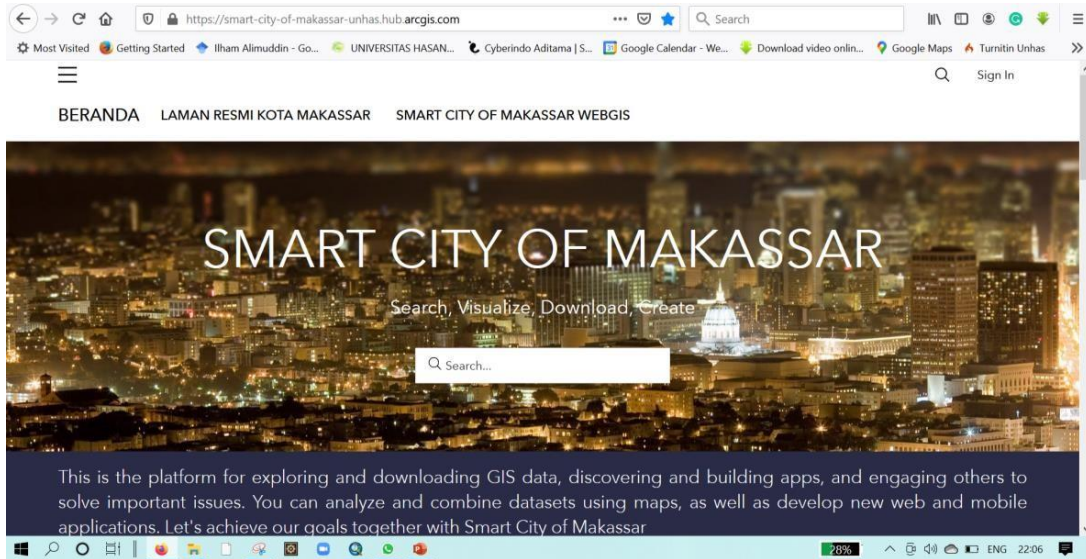 https://smart-city-of-makassar-unhas.hub.arcgis.com
Search
Most Visited
Getting Started
Ilham Alimuddin - Go...
UNIVERSITAS HASAN...
Cyberindo Aditama | S...
Google Calendar - We...
Download video onlin...
Google Maps
Turnitin Unhas
Sign In
BERANDA
LAMAN RESMI KOTA MAKASSAR
SMART CITY OF MAKASSAR WEBGIS
SMART CITY OF MAKASSAR
Search, Visualize, Download, Create
Search...
This is the platform for exploring and downloading GIS data, discovering and building apps, and engaging others to
solve important issues. You can analyze and combine datasets using maps, as well as develop new web and mobile
applications. Let's achieve our goals together with Smart City of Makassar
28%
ENG
22:06